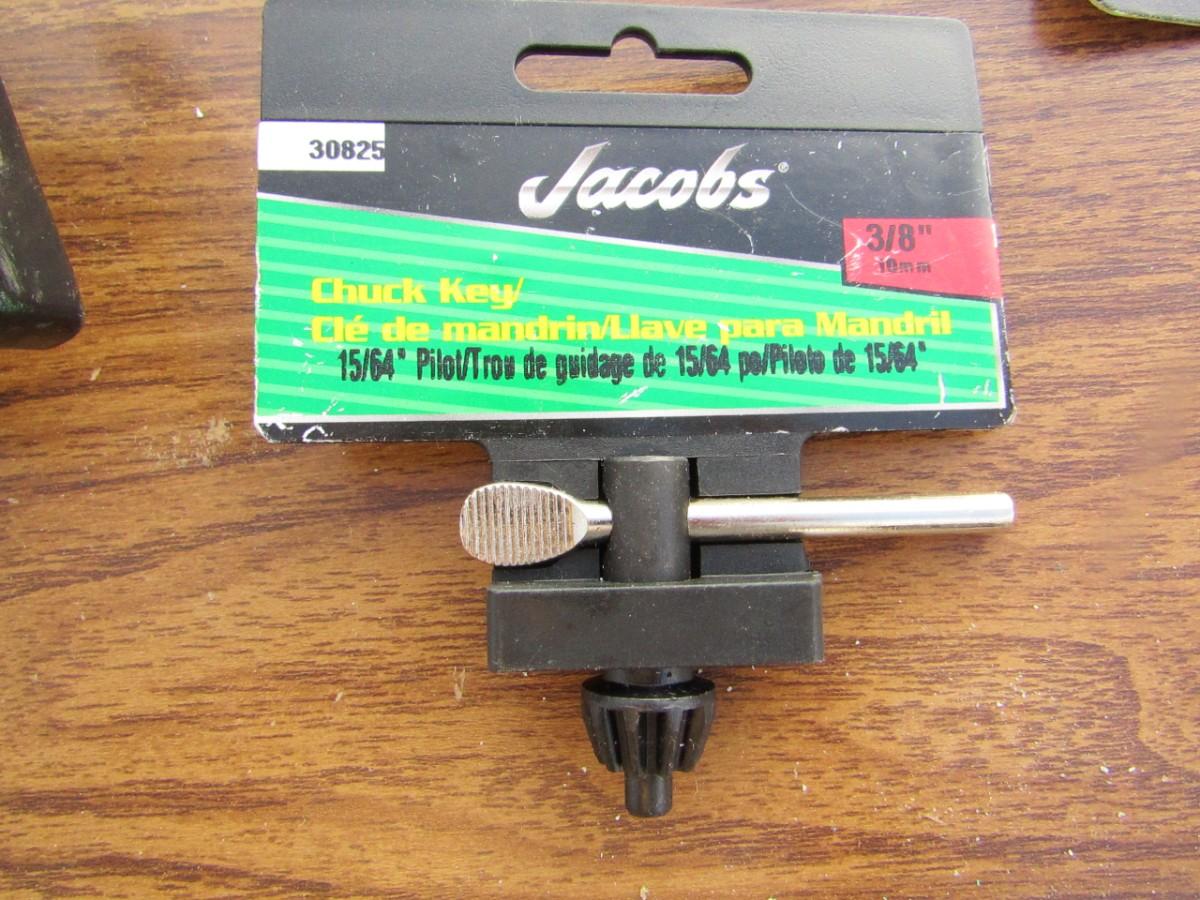 30825
Jacobs®
3/8"
10mm
Chuck Key/
Clé de mandrin/Llave para Mandril
15/64" Pilot/Trou de guidage de 15/64 po/Piloto de 15/64"